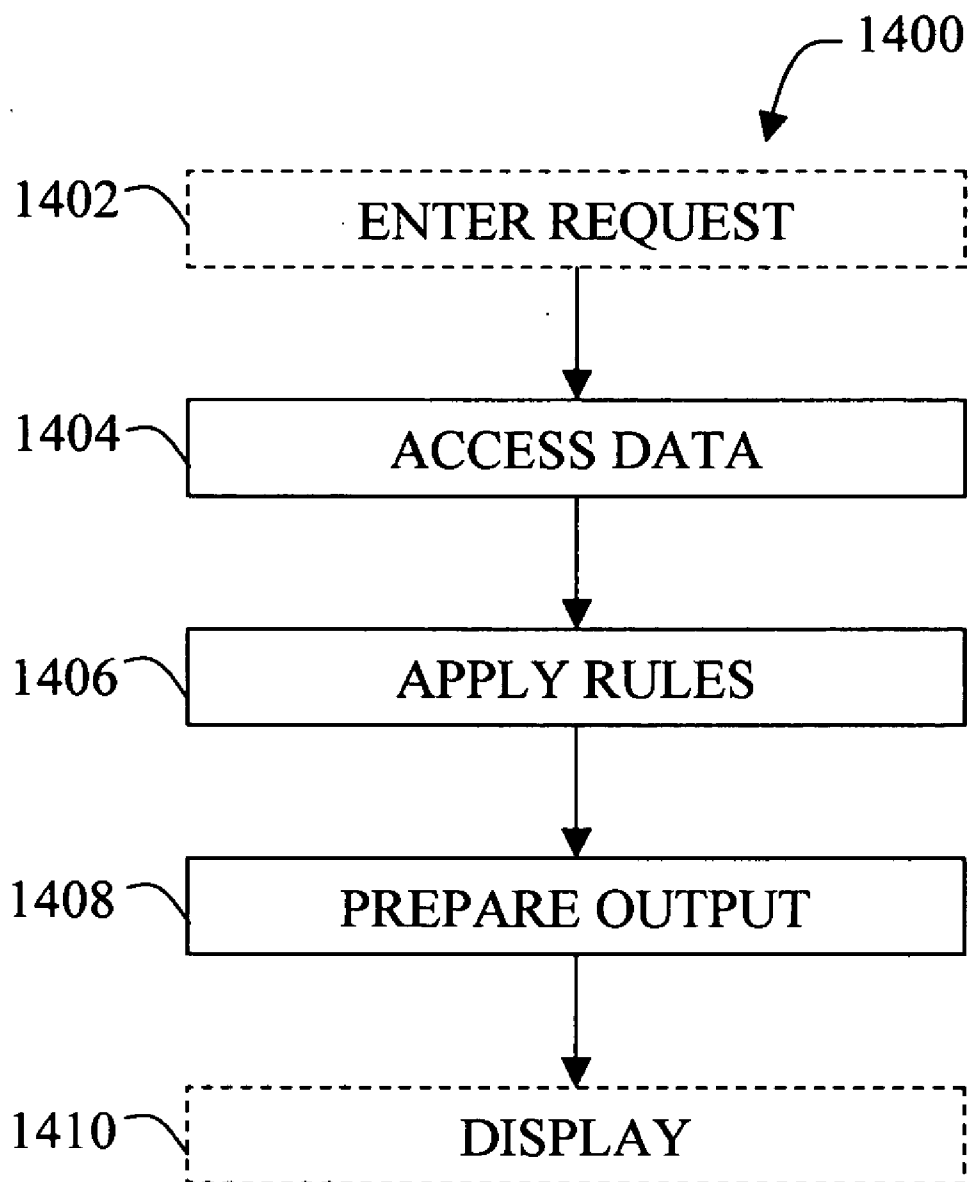 1400
1402
ENTER REQUEST
1404
ACCESS DATA
1406
APPLY RULES
1408
PREPARE OUTPUT
1410
DISPLAY